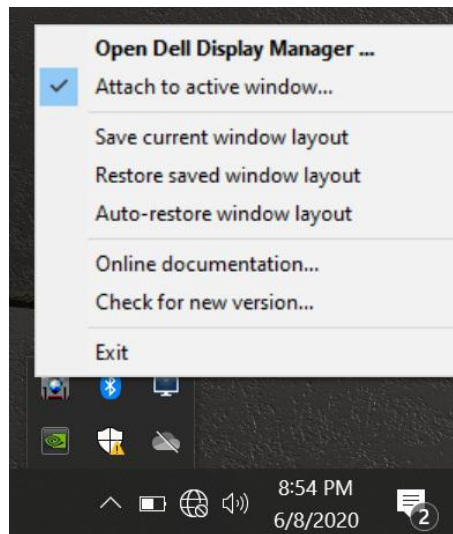 Open Dell Display Manager ...
Attach to active window...
Save current window layout
Restore saved window layout
Auto-restore window layout
Online documentation...
Check for new version...
Exit
8:54 PM
6/8/2020
2